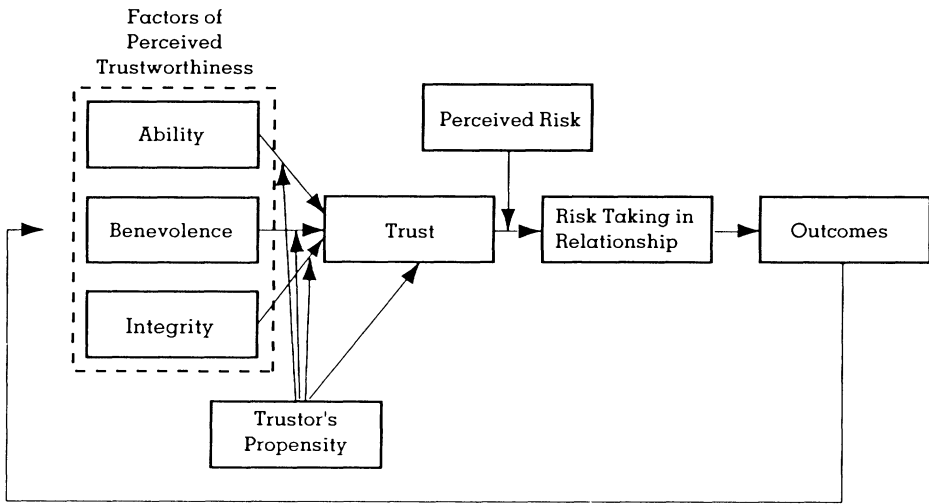 Factors of
Perceived
Trustworthiness
Ability
Benevolence
Integrity
Perceived Risk
Trust
Risk Taking in
Relationship
Outcomes
Trustor's
Propensity